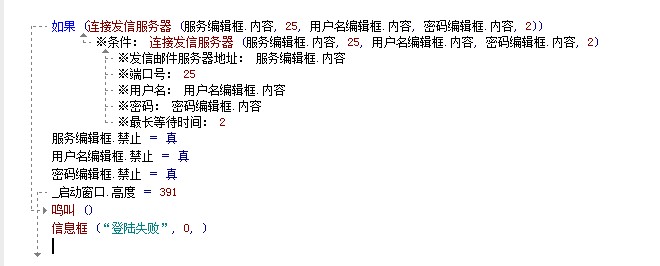 如果 (连接发信服务器 (服务编辑框.内容, 25, 用户名编辑框.内容, 密码编辑框.内容, 2))
※条件: 连接发信服务器 (服务编辑框.内容, 25, 用户名编辑框.内容, 密码编辑框.内容, 2)
※发信邮件服务器地址: 服务编辑框.内容
※端口号: 25
※用户名: 用户名编辑框.内容
※密码: 密码编辑框.内容
※最长等待时间: 2
服务编辑框.禁止 = 真
用户名编辑框.禁止 = 真
密码编辑框.禁止 = 真
_启动窗口.高度 = 391
鸣叫 ()
信息框 (“登陆失败”, 0, )